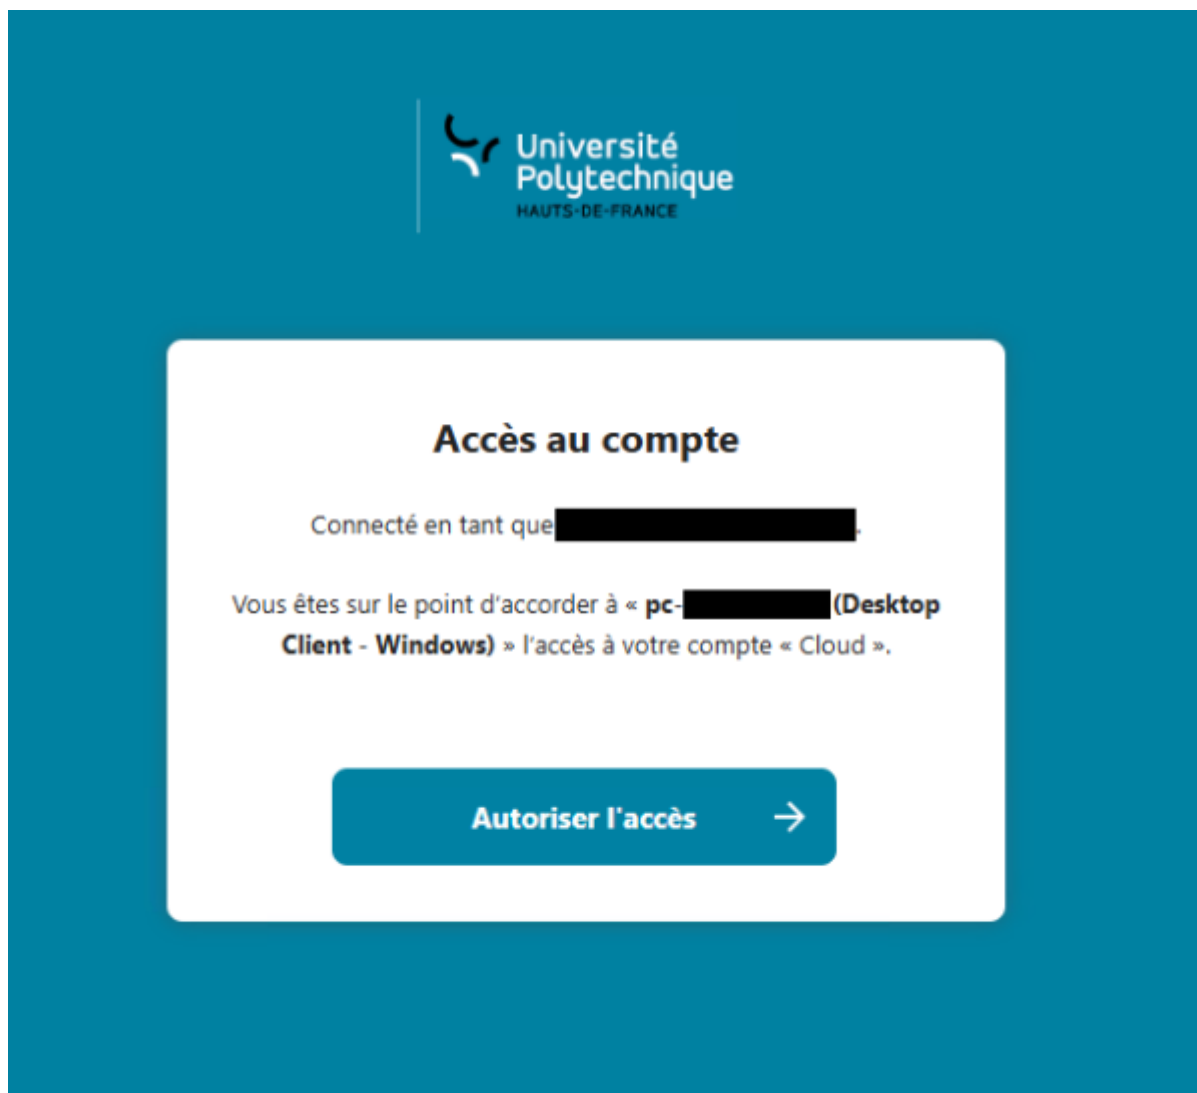 Université
Polytechnique
HAUTS-DE-FRANCE
Accès au compte
Connecté en tant que .
Vous êtes sur le point d'accorder à « pc- (Desktop
Client - Windows) » l'accès à votre compte « Cloud ».
Autoriser l'accès